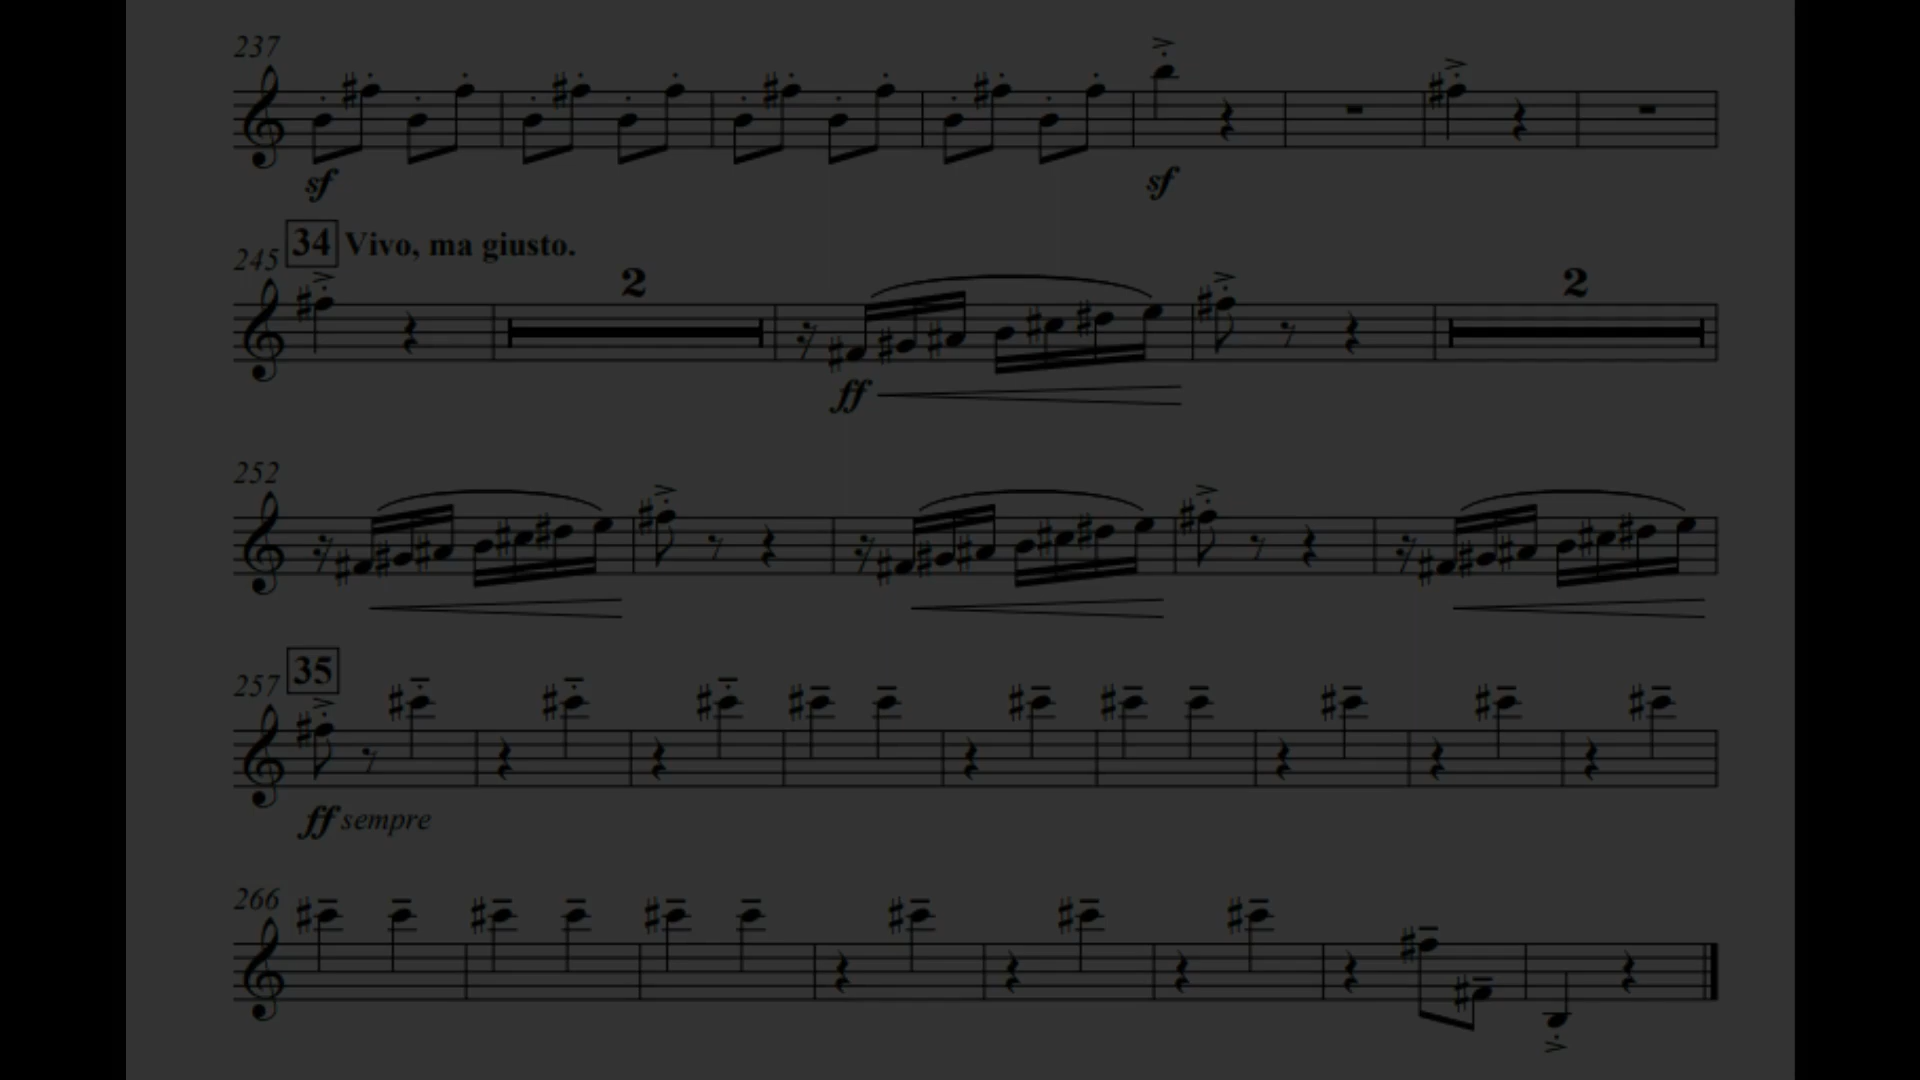 237
sf sf
34 Vivo, ma giusto.
245
2 2
ff
252
35
257
ff sempre
266